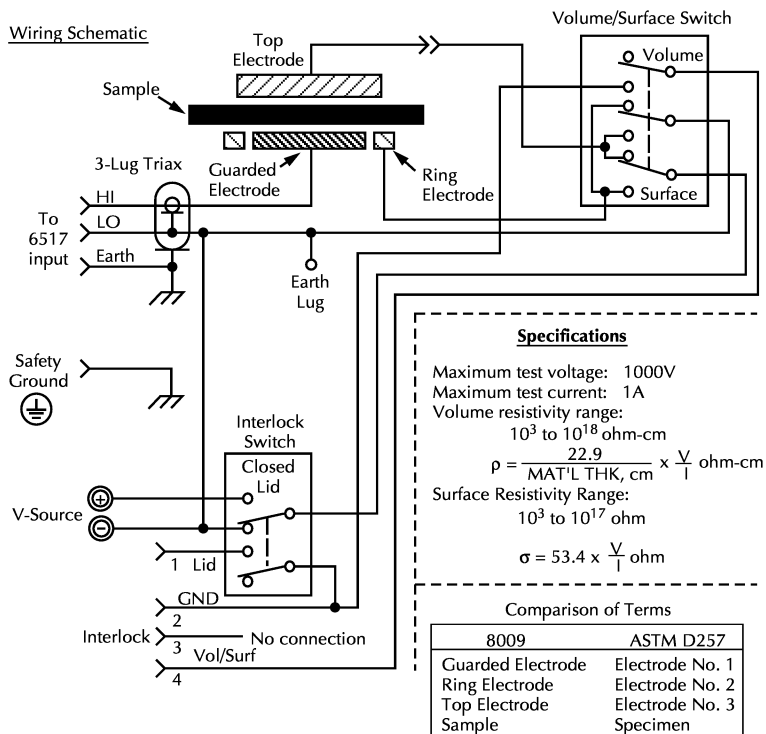 Wiring Schematic
Volume/Surface Switch
Top
Electrode
Volume
Sample
3-Lug Triax
Guarded
Electrode
Ring
Electrode
Surface
HI
To
6517
input
LO
Earth
Earth
Lug
Safety
Ground
Interlock
Switch
Closed
Lid
V-Source
+
−
1 Lid
GND
2
Interlock
3
No connection
Vol/Surf
4
Specifications
Maximum test voltage: 1000V
Maximum test current: 1A
Volume resistivity range:
10³ to 10¹⁸ ohm-cm
ρ = 22.9 / MAT'L THK, cm x V / I ohm-cm
Surface Resistivity Range:
10³ to 10¹⁷ ohm
σ = 53.4 x V / I ohm
Comparison of Terms
8009 ASTM D257
Guarded Electrode Electrode No. 1
Ring Electrode Electrode No. 2
Top Electrode Electrode No. 3
Sample Specimen